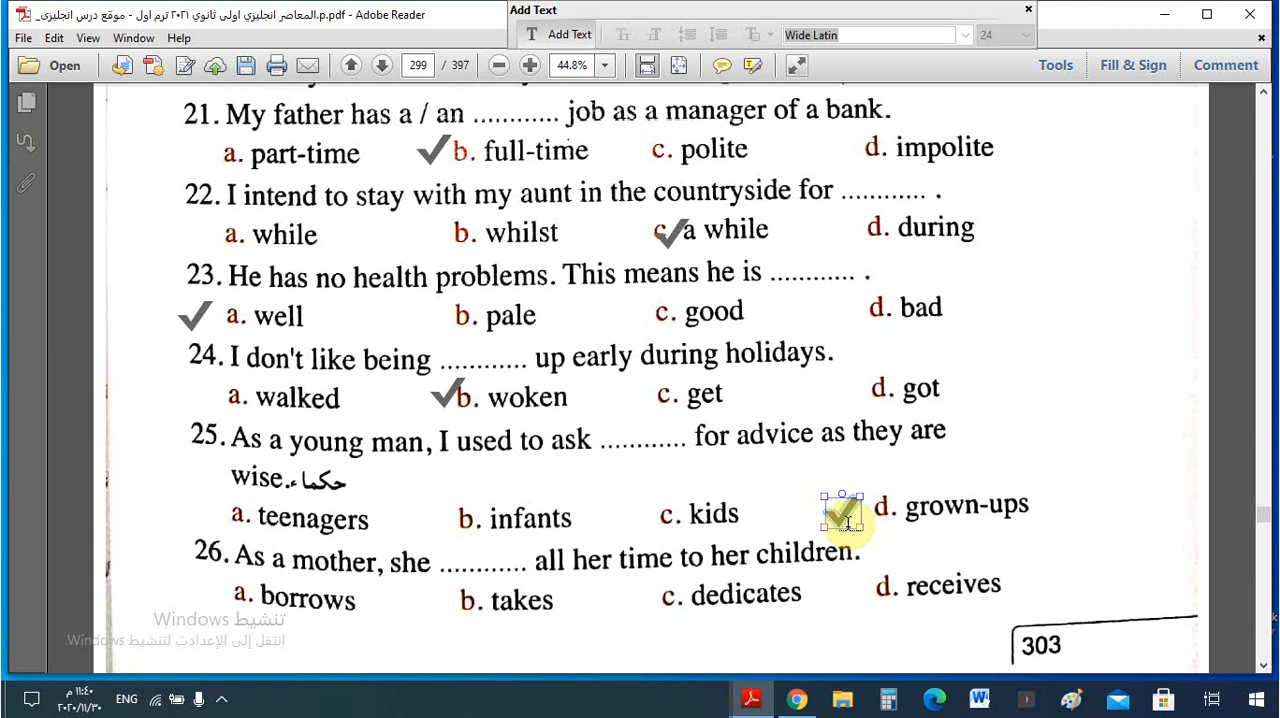 المعاصر انجليزي اولى ثانوي ٢٠٢١ ترم اول - موقع درس انجليزى_.p.pdf - Adobe Reader
Add Text
File Edit View Window Help
Add Text
Wide Latin
24
Open
299 / 397
44.8%
Tools
Fill & Sign
Comment
21. My father has a / an ............ job as a manager of a bank.
a. part-time b. full-time c. polite d. impolite
22. I intend to stay with my aunt in the countryside for ............ .
a. while b. whilst c. a while d. during
23. He has no health problems. This means he is ............ .
a. well b. pale c. good d. bad
24. I don't like being ............ up early during holidays.
a. walked b. woken c. get d. got
25. As a young man, I used to ask ............ for advice as they are
wise. حكماء
a. teenagers b. infants c. kids d. grown-ups
26. As a mother, she ............ all her time to her children.
a. borrows b. takes c. dedicates d. receives
تنشيط Windows
انتقل إلى الإعدادات لتنشيط Windows.
303
ENG
١١:٤٠ م
٢٠٢٠/١١/٣٠